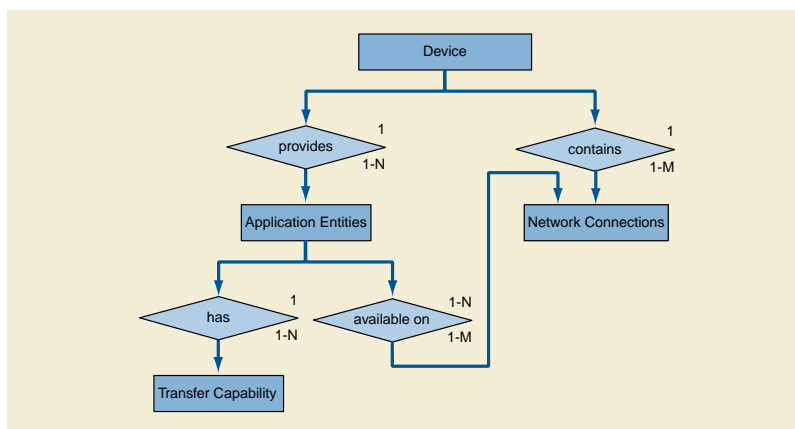 Device
1
1
provides
contains
1-N
1-M
Application Entities
Network Connections
1
1-N
has
available on
1-N
1-M
Transfer Capability